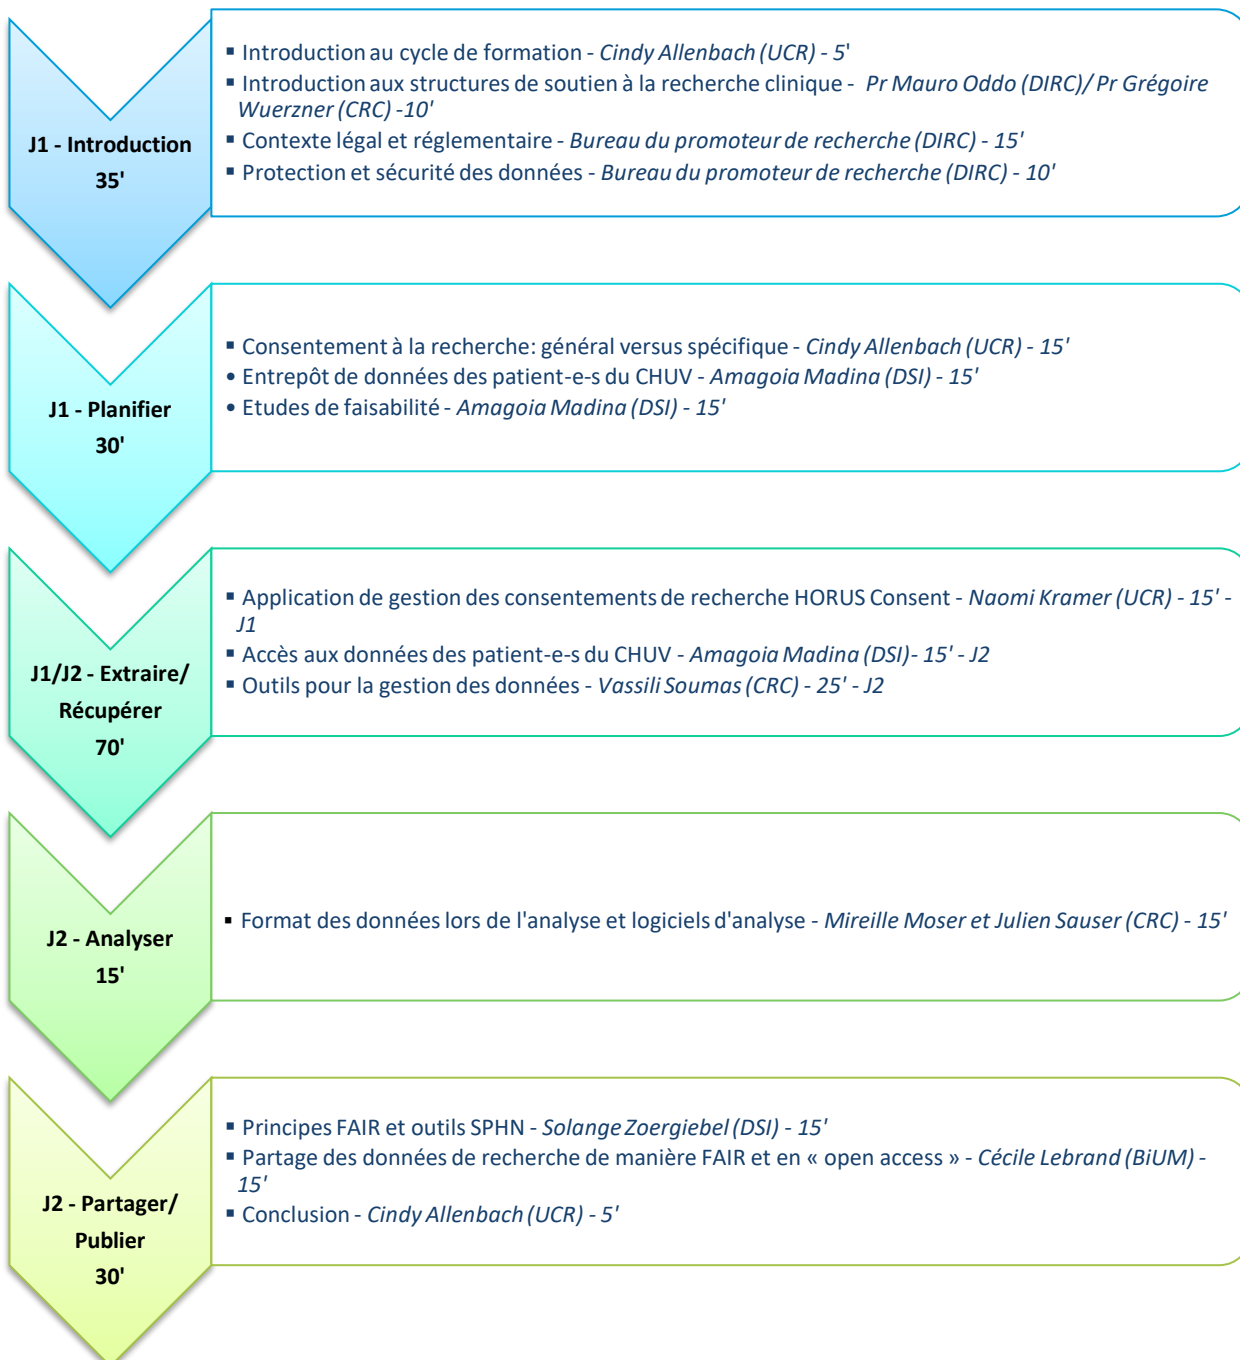 J1 - Introduction
35'
▪ Introduction au cycle de formation - Cindy Allenbach (UCR) - 5'
▪ Introduction aux structures de soutien à la recherche clinique - Pr Mauro Oddo (DIRC)/ Pr Grégoire
Wuerzner (CRC) -10'
▪ Contexte légal et réglementaire - Bureau du promoteur de recherche (DIRC) - 15'
▪ Protection et sécurité des données - Bureau du promoteur de recherche (DIRC) - 10'
J1 - Planifier
30'
▪ Consentement à la recherche: général versus spécifique - Cindy Allenbach (UCR) - 15'
• Entrepôt de données des patient-e-s du CHUV - Amagoia Madina (DSI) - 15'
• Etudes de faisabilité - Amagoia Madina (DSI) - 15'
J1/J2 - Extraire/
Récupérer
70'
▪ Application de gestion des consentements de recherche HORUS Consent - Naomi Kramer (UCR) - 15' -
J1
▪ Accès aux données des patient-e-s du CHUV - Amagoia Madina (DSI)- 15' - J2
▪ Outils pour la gestion des données - Vassili Soumas (CRC) - 25' - J2
J2 - Analyser
15'
▪ Format des données lors de l'analyse et logiciels d'analyse - Mireille Moser et Julien Sauser (CRC) - 15'
J2 - Partager/
Publier
30'
▪ Principes FAIR et outils SPHN - Solange Zoergiebel (DSI) - 15'
▪ Partage des données de recherche de manière FAIR et en « open access » - Cécile Lebrand (BiUM) -
15'
▪ Conclusion - Cindy Allenbach (UCR) - 5'